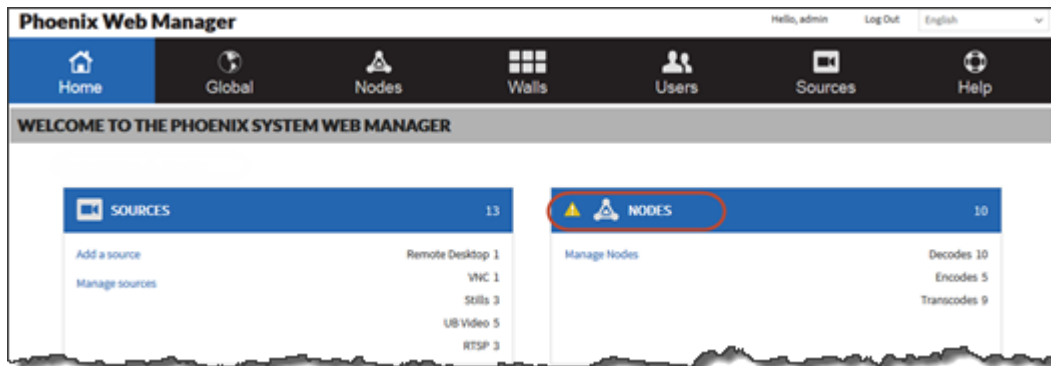 Phoenix Web Manager
Hello, admin Log Out English
Home Global Nodes Walls Users Sources Help
WELCOME TO THE PHOENIX SYSTEM WEB MANAGER
SOURCES 13
Add a source
Manage sources
Remote Desktop 1
VNC 1
Stills 3
UB Video 5
RTSP 3
NODES 10
Manage Nodes
Decodes 10
Encodes 5
Transcodes 9